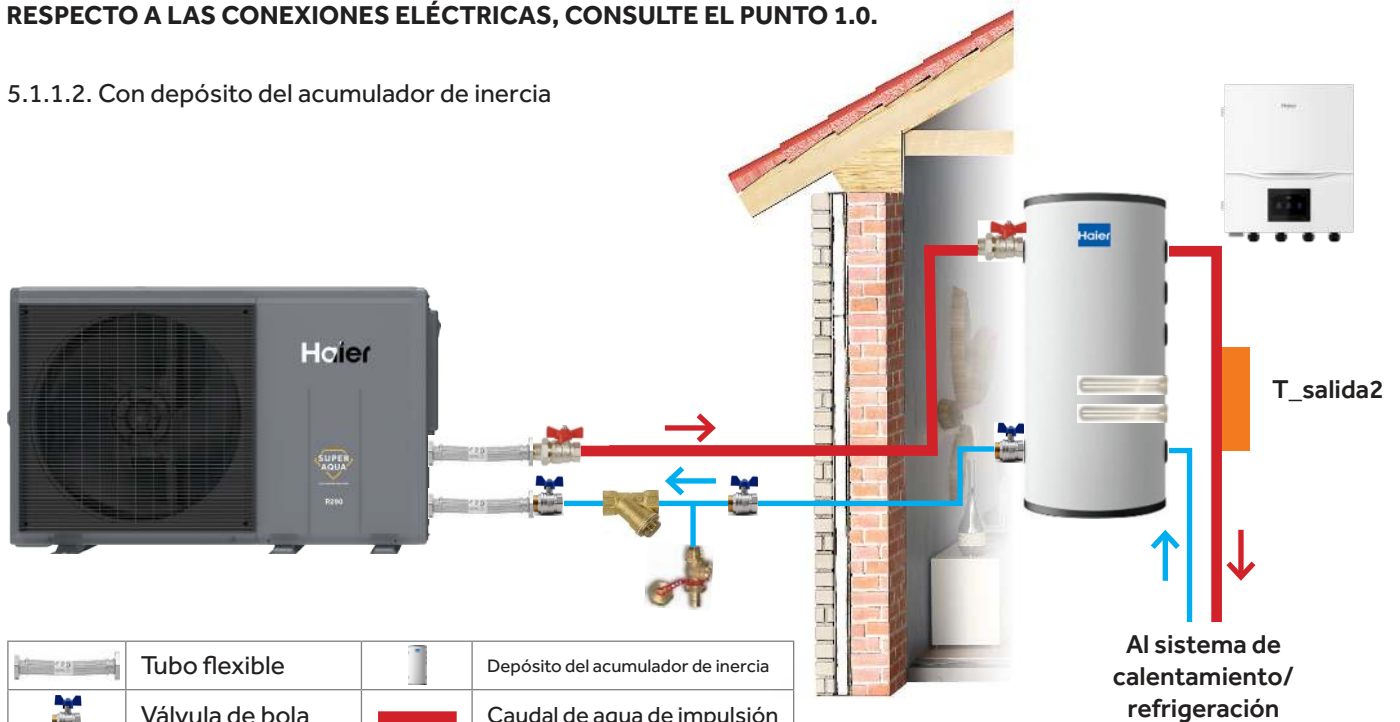 RESPECTO A LAS CONEXIONES ELÉCTRICAS, CONSULTE EL PUNTO 1.0.
5.1.1.2. Con depósito del acumulador de inercia
Haier
Haier
Haier
SUPER
AQUA
R290
T_salida2
Al sistema de
calentamiento/
refrigeración
Tubo flexible
Depósito del acumulador de inercia
Válvula de bola
Caudal de agua de impulsión